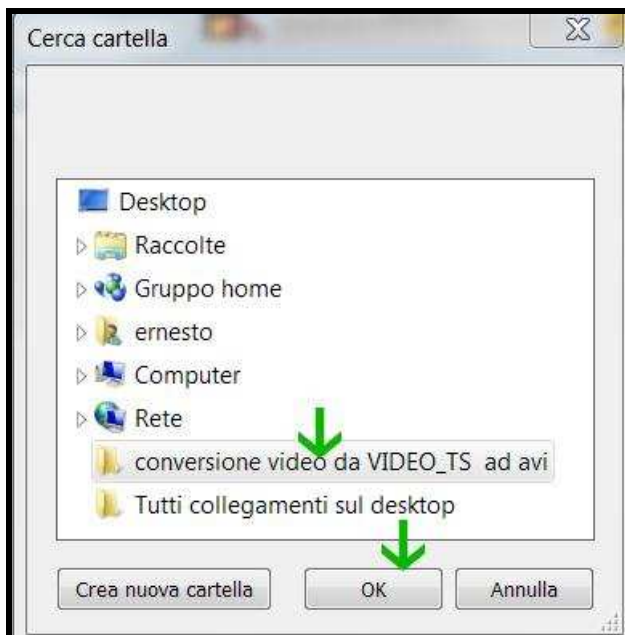 Cerca cartella
Desktop
Raccolte
Gruppo home
ernesto
Computer
Rete
conversione video da VIDEO_TS ad avi
Tutti collegamenti sul desktop
Crea nuova cartella OK Annulla